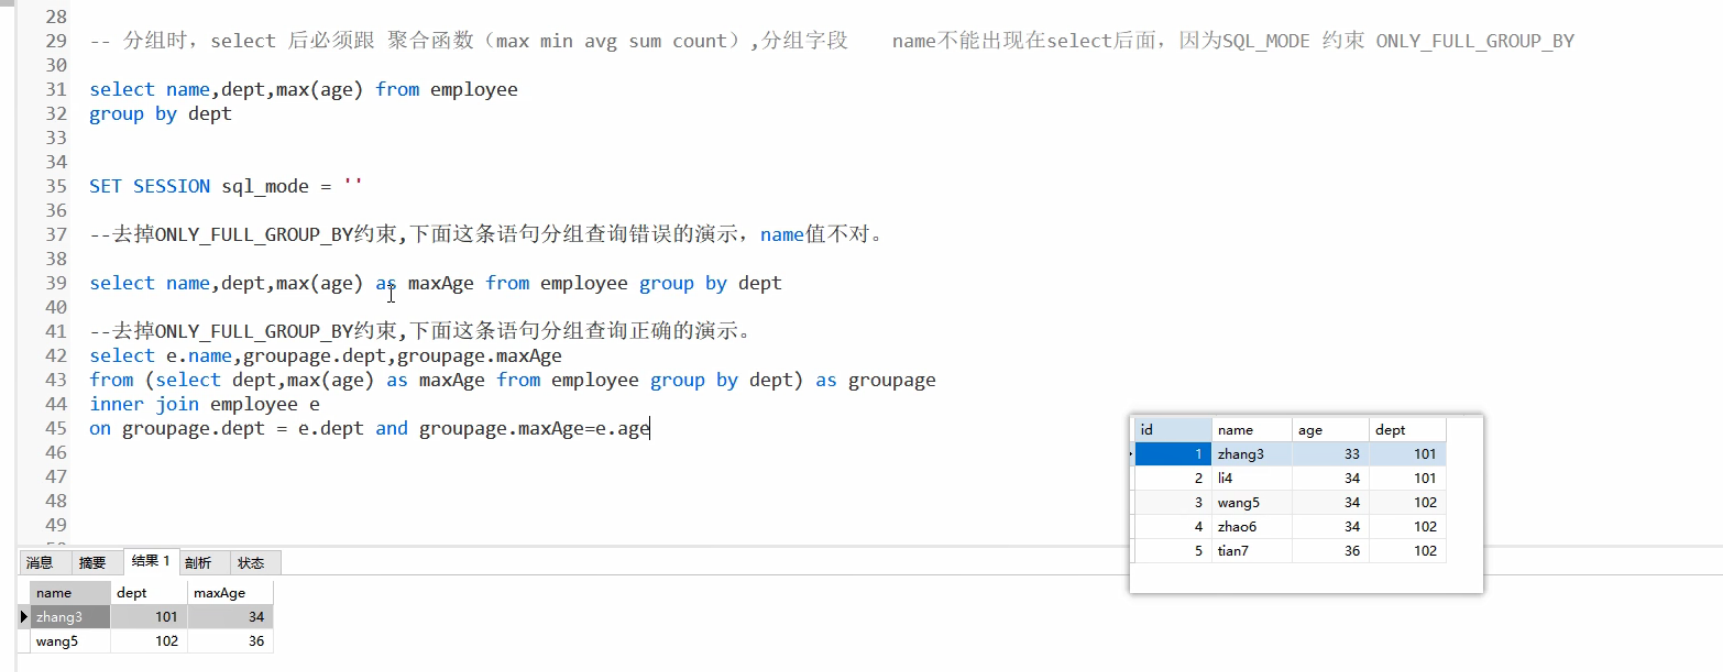 28
29 -- 分组时，select 后必须跟 聚合函数（max min avg sum count）,分组字段    name不能出现在select后面，因为SQL_MODE 约束 ONLY_FULL_GROUP_BY
30
31 select name,dept,max(age) from employee
32 group by dept
33
34
35 SET SESSION sql_mode = ''
36
37 --去掉ONLY_FULL_GROUP_BY约束,下面这条语句分组查询错误的演示，name值不对。
38
39 select name,dept,max(age) as maxAge from employee group by dept
40
41 --去掉ONLY_FULL_GROUP_BY约束,下面这条语句分组查询正确的演示。
42 select e.name,groupage.dept,groupage.maxAge
43 from (select dept,max(age) as maxAge from employee group by dept) as groupage
44 inner join employee e
45 on groupage.dept = e.dept and groupage.maxAge=e.age
46
47
48
49
id name age dept
1 zhang3 33 101
2 li4 34 101
3 wang5 34 102
4 zhao6 34 102
5 tian7 36 102
消息 摘要 结果 1 剖析 状态
name dept maxAge
zhang3 101 34
wang5 102 36